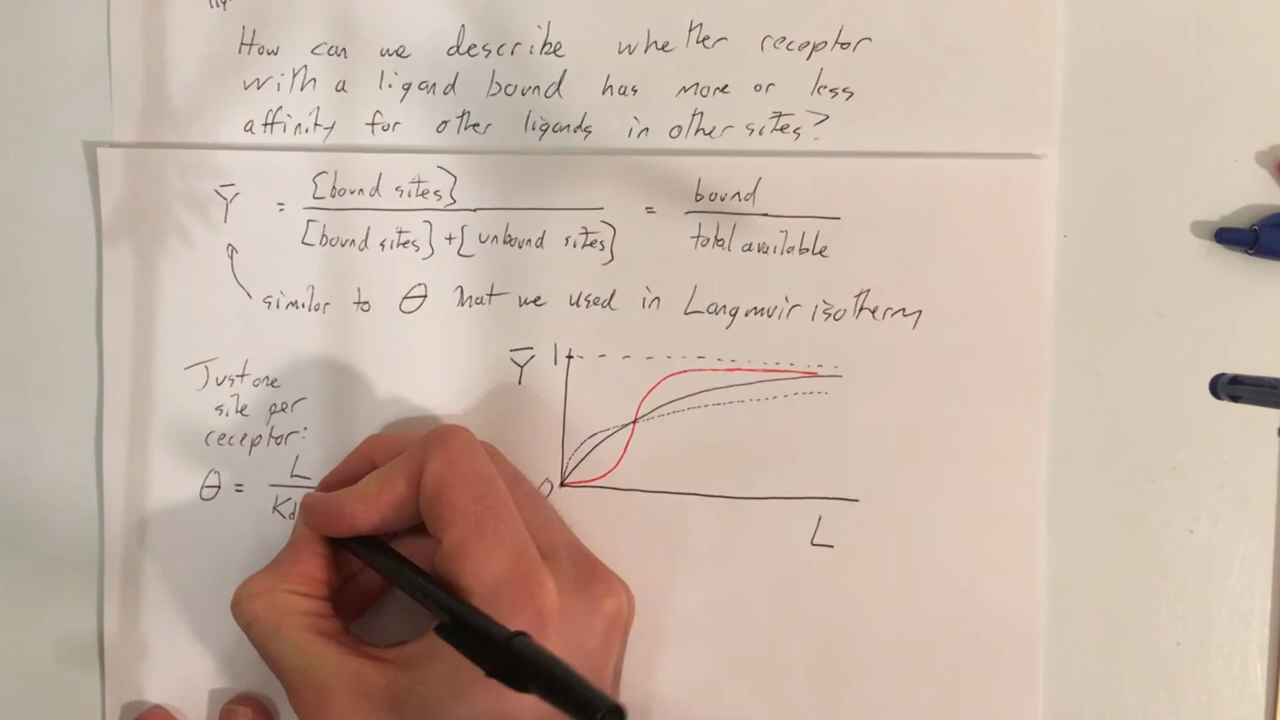 How can we describe whether receptor
with a ligand bound has more or less
affinity for other ligands in other sites?
Ȳ = [bound sites] / [bound sites] + [unbound sites] = bound / total available
similar to θ that we used in Langmuir isotherm
Just one
site per
receptor:
θ = L / Kd
Ȳ
1
0
L